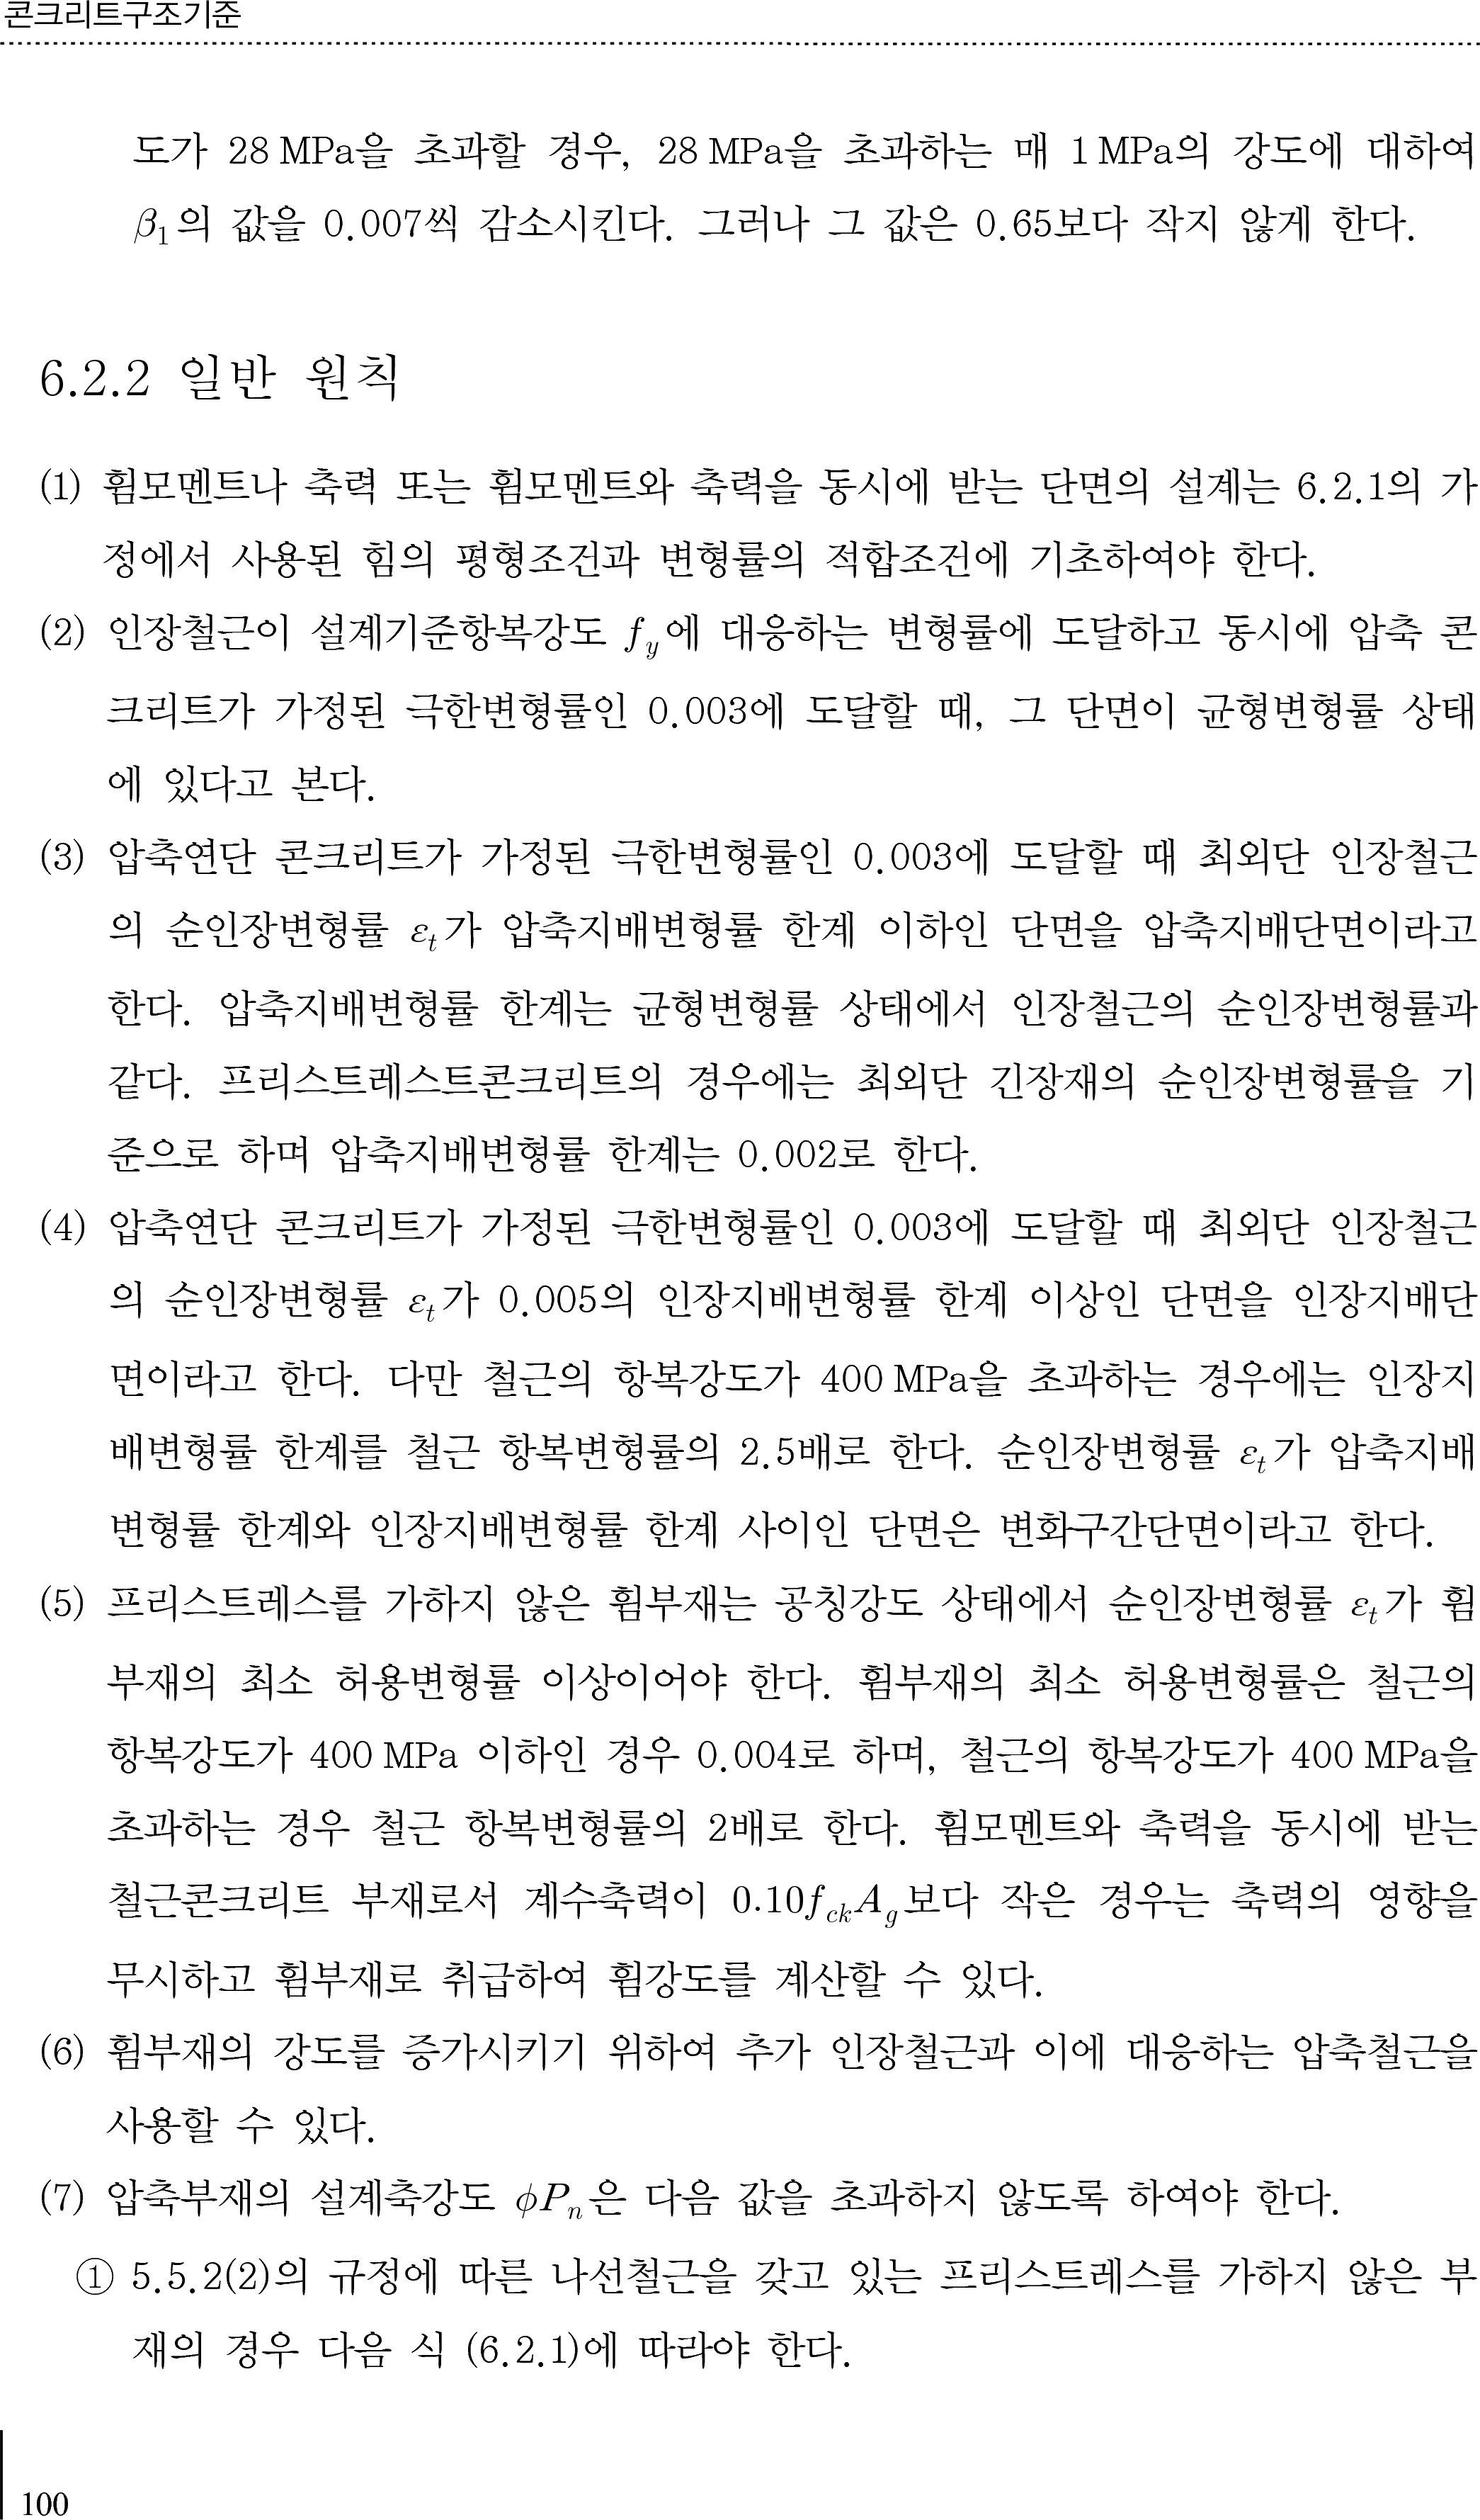 콘크리트구조기준
도가 28 MPa을 초과할 경우, 28 MPa을 초과하는 매 1 MPa의 강도에 대하여
β₁의 값을 0.007씩 감소시킨다. 그러나 그 값은 0.65보다 작지 않게 한다.
6.2.2 일반 원칙
(1) 휨모멘트나 축력 또는 휨모멘트와 축력을 동시에 받는 단면의 설계는 6.2.1의 가
정에서 사용된 힘의 평형조건과 변형률의 적합조건에 기초하여야 한다.
(2) 인장철근이 설계기준항복강도 f_y에 대응하는 변형률에 도달하고 동시에 압축 콘
크리트가 가정된 극한변형률인 0.003에 도달할 때, 그 단면이 균형변형률 상태
에 있다고 본다.
(3) 압축연단 콘크리트가 가정된 극한변형률인 0.003에 도달할 때 최외단 인장철근
의 순인장변형률 ε_t가 압축지배변형률 한계 이하인 단면을 압축지배단면이라고
한다. 압축지배변형률 한계는 균형변형률 상태에서 인장철근의 순인장변형률과
같다. 프리스트레스트콘크리트의 경우에는 최외단 긴장재의 순인장변형률을 기
준으로 하며 압축지배변형률 한계는 0.002로 한다.
(4) 압축연단 콘크리트가 가정된 극한변형률인 0.003에 도달할 때 최외단 인장철근
의 순인장변형률 ε_t가 0.005의 인장지배변형률 한계 이상인 단면을 인장지배단
면이라고 한다. 다만 철근의 항복강도가 400 MPa을 초과하는 경우에는 인장지
배변형률 한계를 철근 항복변형률의 2.5배로 한다. 순인장변형률 ε_t가 압축지배
변형률 한계와 인장지배변형률 한계 사이인 단면은 변화구간단면이라고 한다.
(5) 프리스트레스를 가하지 않은 휨부재는 공칭강도 상태에서 순인장변형률 ε_t가 휨
부재의 최소 허용변형률 이상이어야 한다. 휨부재의 최소 허용변형률은 철근의
항복강도가 400 MPa 이하인 경우 0.004로 하며, 철근의 항복강도가 400 MPa을
초과하는 경우 철근 항복변형률의 2배로 한다. 휨모멘트와 축력을 동시에 받는
철근콘크리트 부재로서 계수축력이 0.10f_ck A_g보다 작은 경우는 축력의 영향을
무시하고 휨부재로 취급하여 휨강도를 계산할 수 있다.
(6) 휨부재의 강도를 증가시키기 위하여 추가 인장철근과 이에 대응하는 압축철근을
사용할 수 있다.
(7) 압축부재의 설계축강도 φP_n은 다음 값을 초과하지 않도록 하여야 한다.
① 5.5.2(2)의 규정에 따른 나선철근을 갖고 있는 프리스트레스를 가하지 않은 부
재의 경우 다음 식 (6.2.1)에 따라야 한다.
100